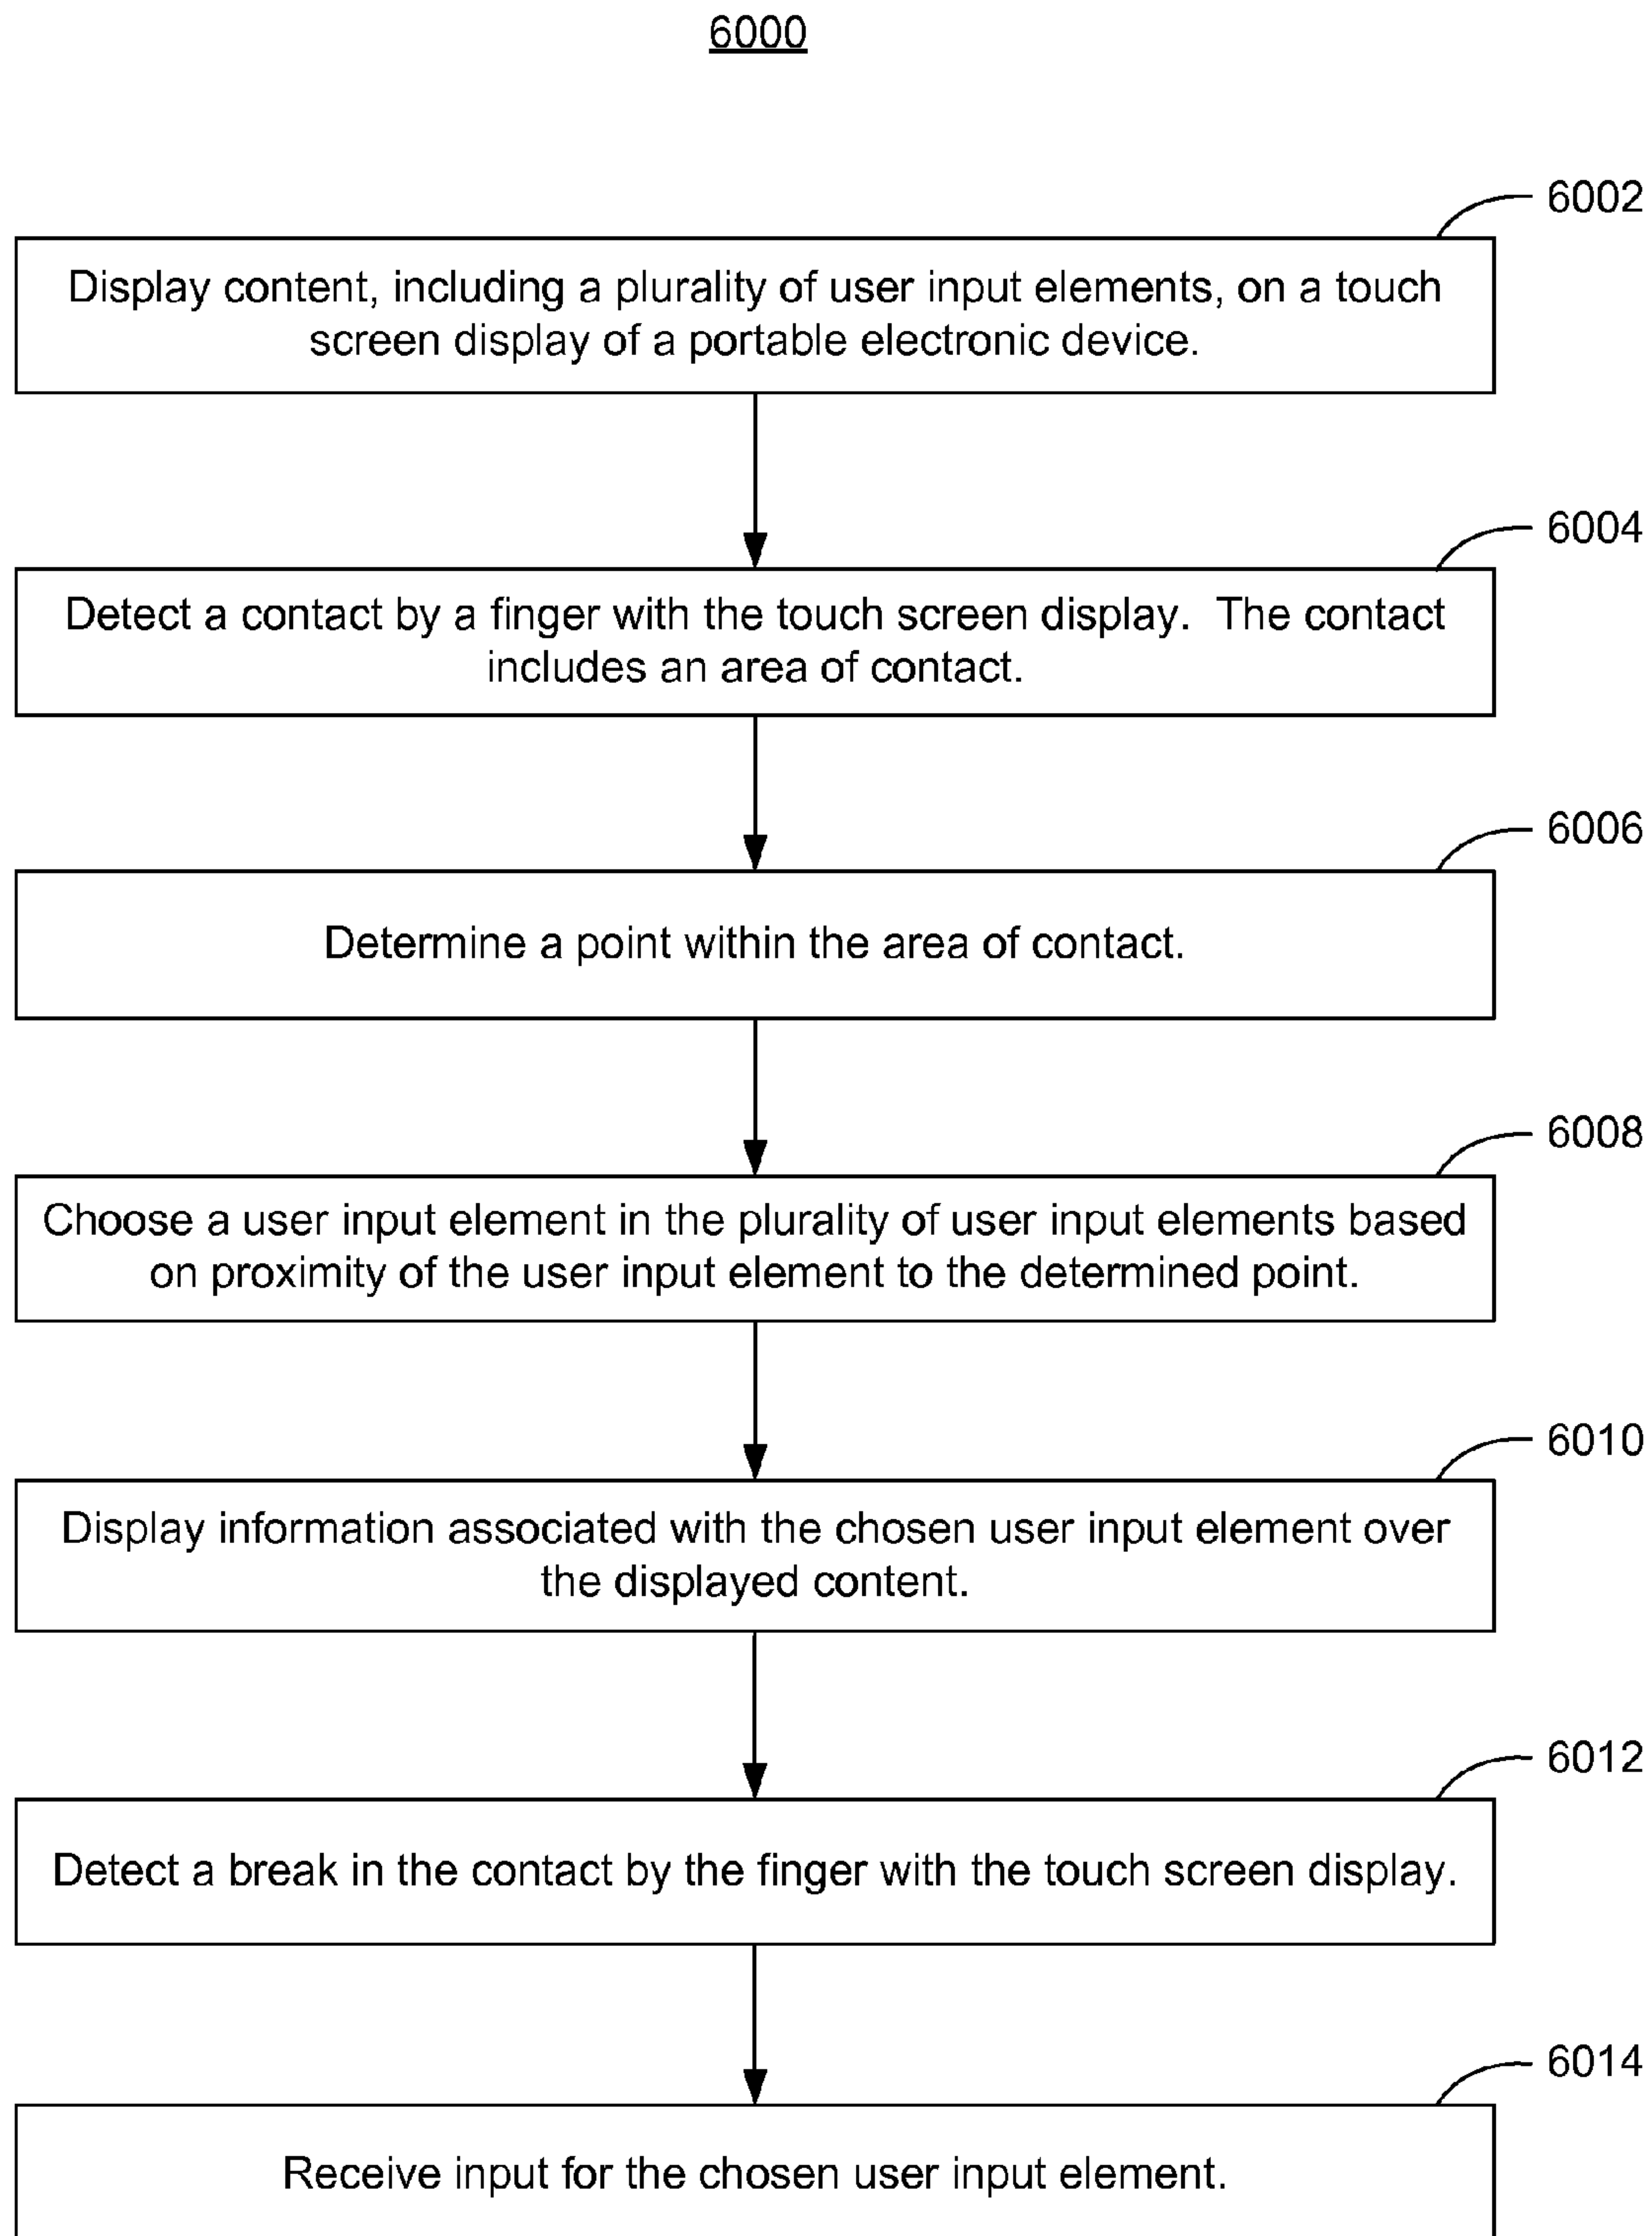 6000
6002
Display content, including a plurality of user input elements, on a touch
screen display of a portable electronic device.
6004
Detect a contact by a finger with the touch screen display.  The contact
includes an area of contact.
6006
Determine a point within the area of contact.
6008
Choose a user input element in the plurality of user input elements based
on proximity of the user input element to the determined point.
6010
Display information associated with the chosen user input element over
the displayed content.
6012
Detect a break in the contact by the finger with the touch screen display.
6014
Receive input for the chosen user input element.